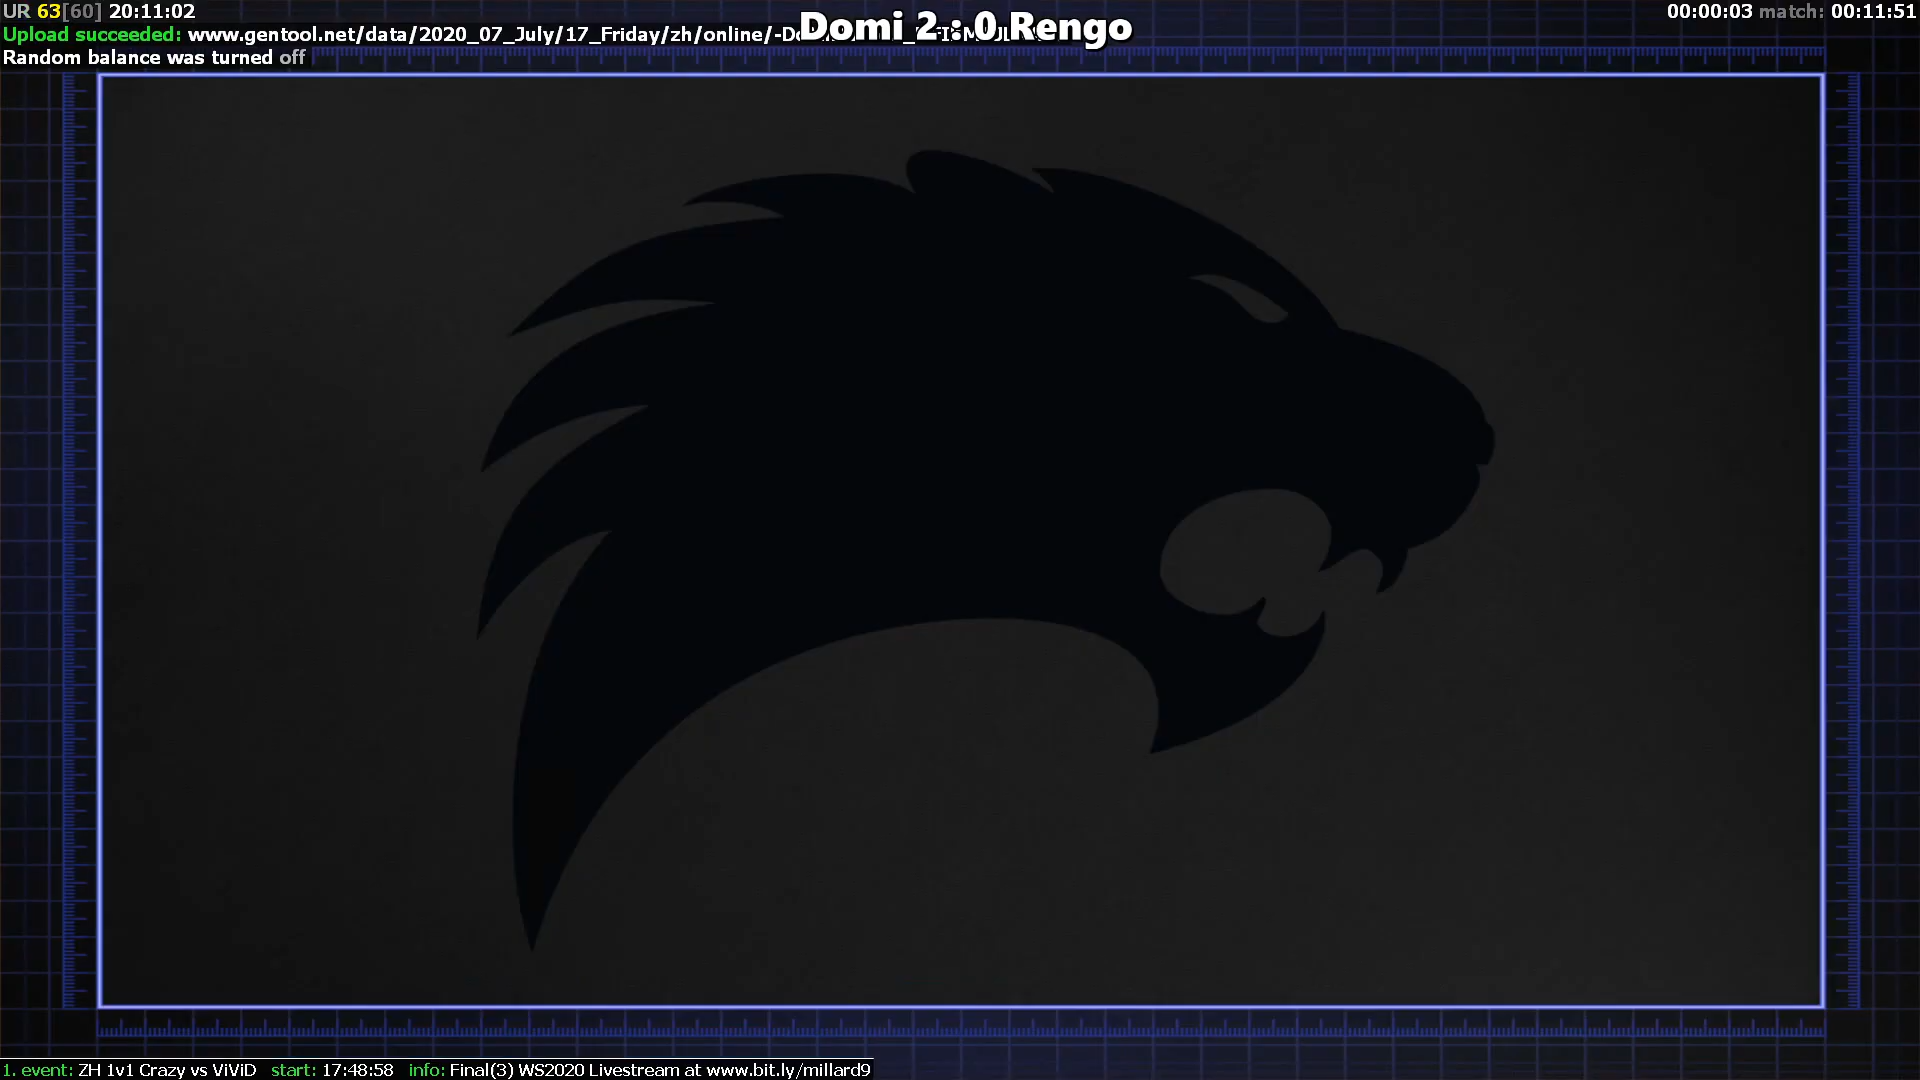 UR 63[60] 20:11:02
Domi 2 : 0 Rengo
00:00:03 match: 00:11:51
Upload succeeded: www.gentool.net/data/2020_07_July/17_Friday/zh/online/
Random balance was turned off
1. event: ZH 1v1 Crazy vs ViViD start: 17:48:58 info: Final(3) WS2020 Livestream at www.bit.ly/millard9